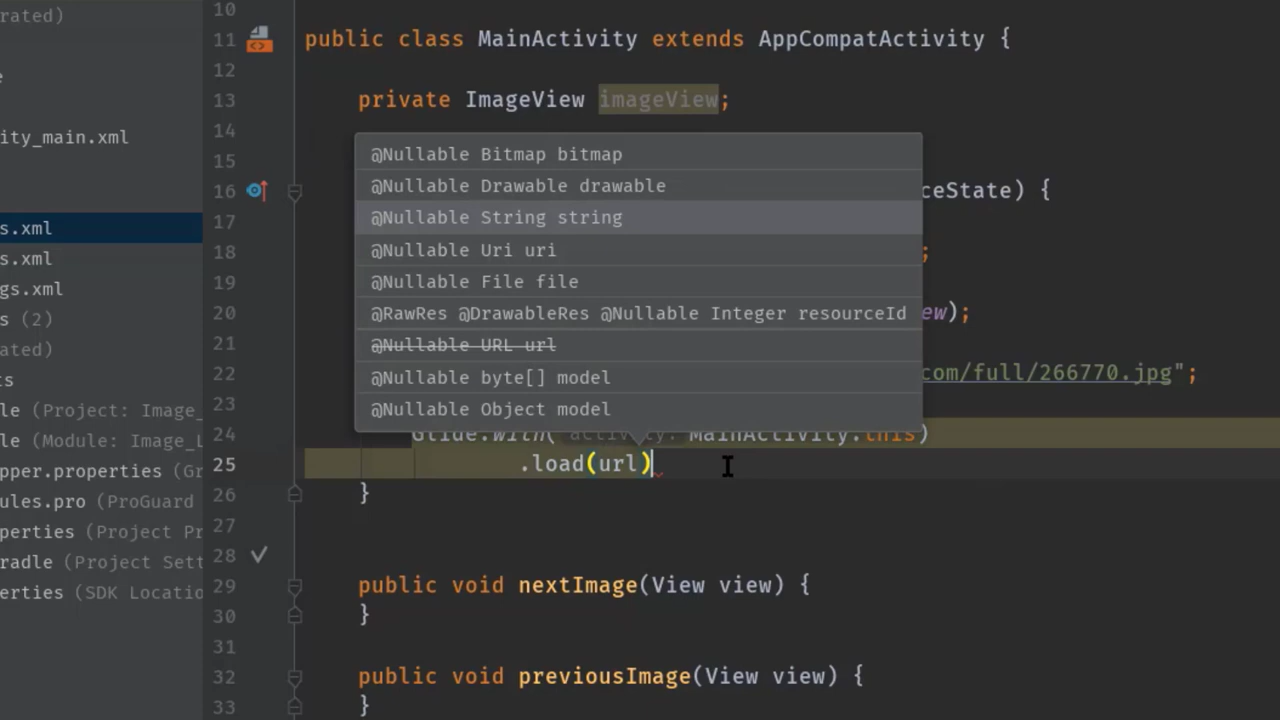 rated)
10
11 public class MainActivity extends AppCompatActivity {
12
13 private ImageView imageView;
ity_main.xml
14
@Nullable Bitmap bitmap
15
@Nullable Drawable drawable
16 ceState) {
@Nullable String string
s.xml
17
@Nullable Uri uri
s.xml
18 ;
@Nullable File file
gs.xml
19
@RawRes @DrawableRes @Nullable Integer resourceId
s (2)
20 ew);
@Nullable URL url
ated)
21
ts
22 com/full/266770.jpg";
@Nullable byte[] model
le (Project: Image_
23
@Nullable Object model
le (Module: Image_L
24 Glide.with( activity: MainActivity.this)
pper.properties (Gr
25 .load(url)
ules.pro (ProGuard
26 }
perties (Project Pr
27
radle (Project Sett
28
erties (SDK Locatio
29 public void nextImage(View view) {
30 }
31
32 public void previousImage(View view) {
33 }